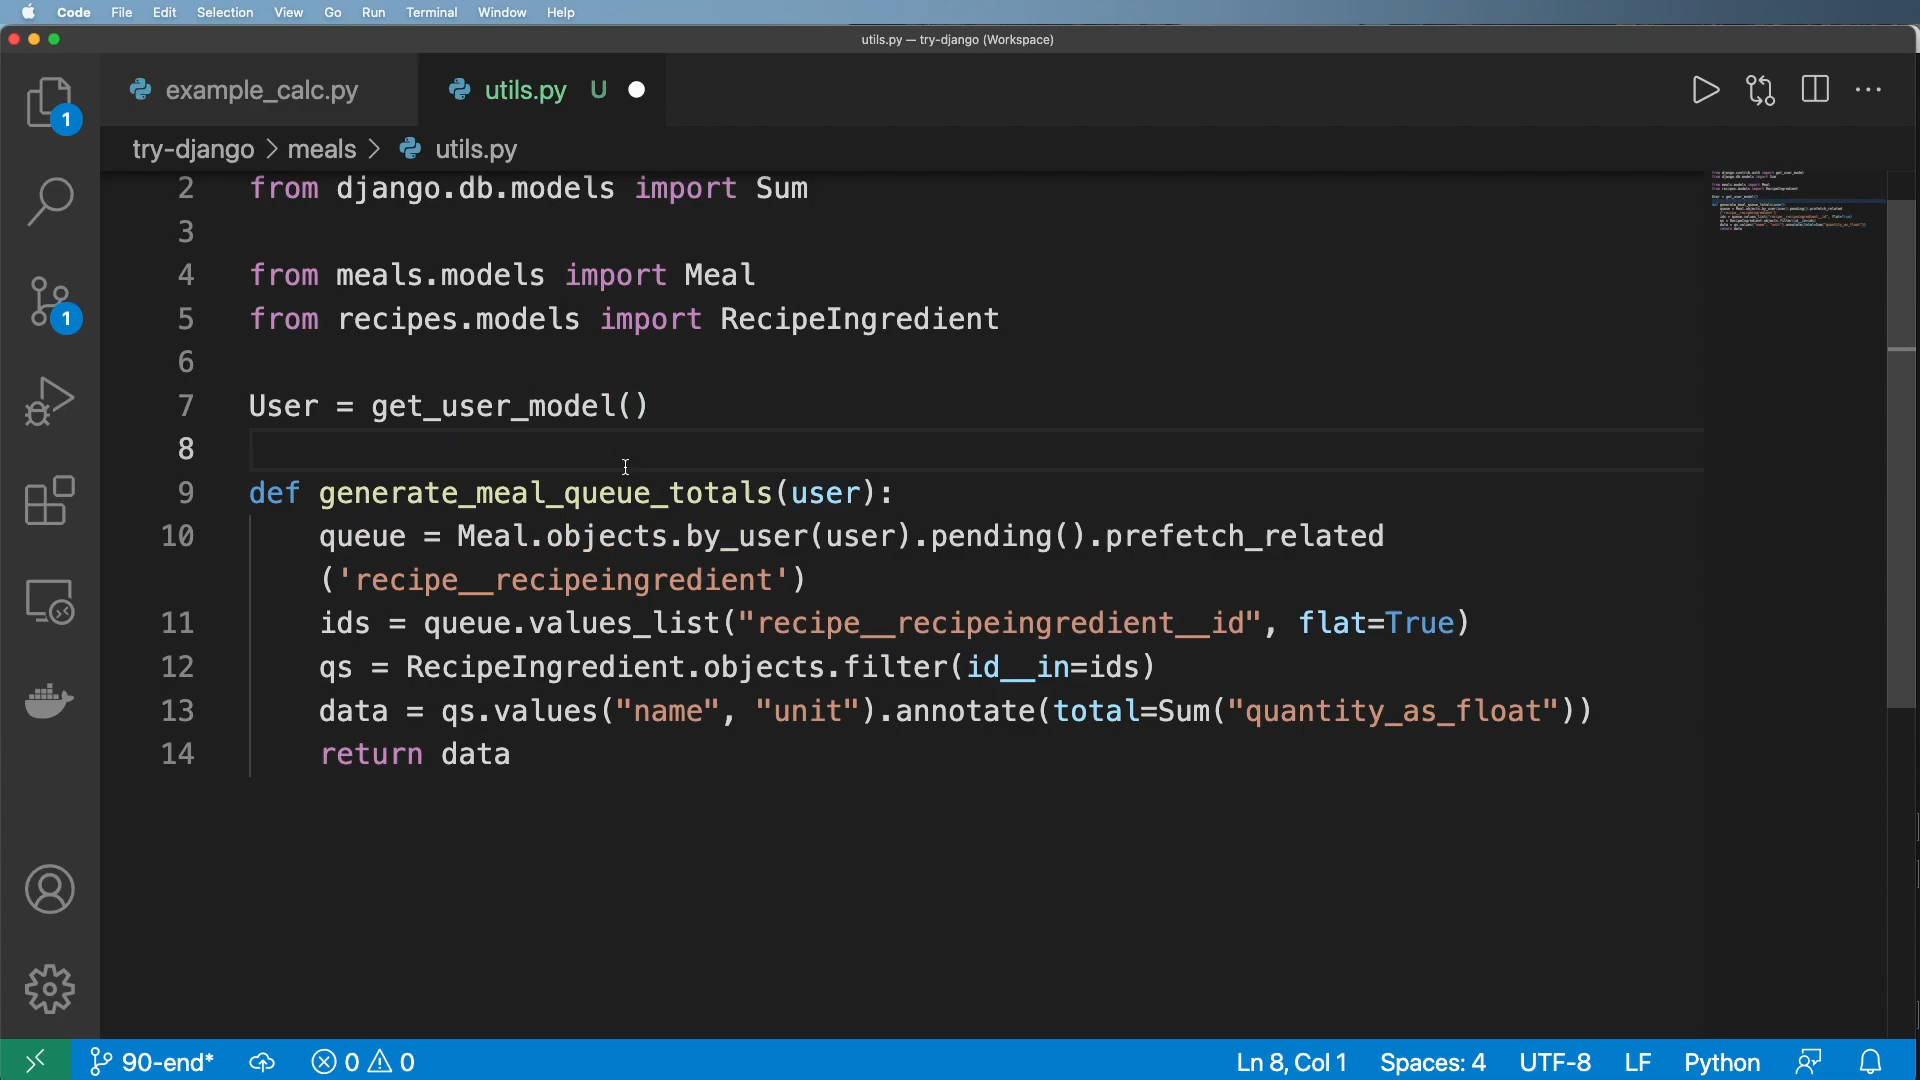 Code File Edit Selection View Go Run Terminal Window Help
utils.py — try-django (Workspace)
example_calc.py utils.py U
try-django > meals > utils.py
1
2 from django.db.models import Sum
3
4 from meals.models import Meal
5 from recipes.models import RecipeIngredient
1
6
7 User = get_user_model()
8
9 def generate_meal_queue_totals(user):
10 queue = Meal.objects.by_user(user).pending().prefetch_related
('recipe__recipeingredient')
11 ids = queue.values_list("recipe__recipeingredient__id", flat=True)
12 qs = RecipeIngredient.objects.filter(id__in=ids)
13 data = qs.values("name", "unit").annotate(total=Sum("quantity_as_float"))
14 return data
90-end* 0 0 Ln 8, Col 1 Spaces: 4 UTF-8 LF Python